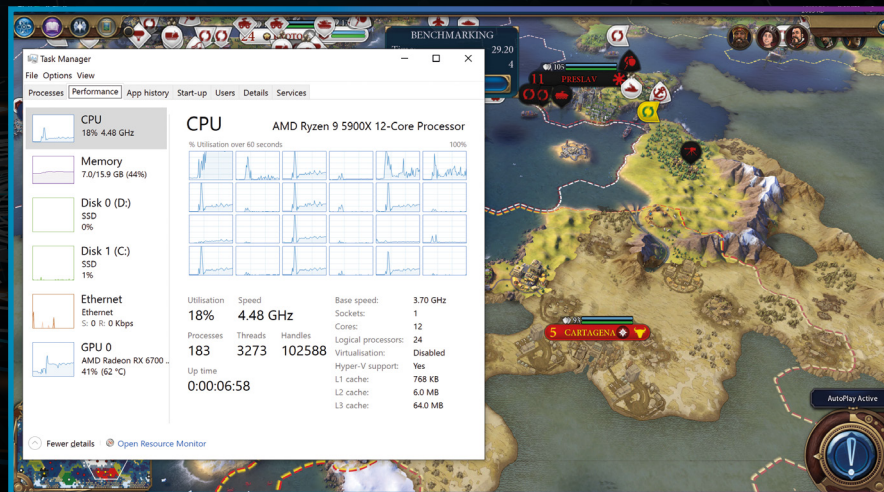 BENCHMARKING
29.20
4
105
11 PRESLAV
Task Manager
File Options View
Processes Performance App history Start-up Users Details Services
CPU
18% 4.48 GHz
Memory
7.0/15.9 GB (44%)
Disk 0 (D:)
SSD
0%
Disk 1 (C:)
SSD
1%
Ethernet
Ethernet
S: 0 R: 0 Kbps
GPU 0
AMD Radeon RX 6700 ...
41% (62 °C)
CPU AMD Ryzen 9 5900X 12-Core Processor
% Utilisation over 60 seconds 100%
Utilisation Speed
18% 4.48 GHz
Processes Threads Handles
183 3273 102588
Up time
0:00:06:58
Base speed: 3.70 GHz
Sockets: 1
Cores: 12
Logical processors: 24
Virtualisation: Disabled
Hyper-V support: Yes
L1 cache: 768 KB
L2 cache: 6.0 MB
L3 cache: 64.0 MB
Fewer details Open Resource Monitor
5 CARTAGENA
AutoPlay Active